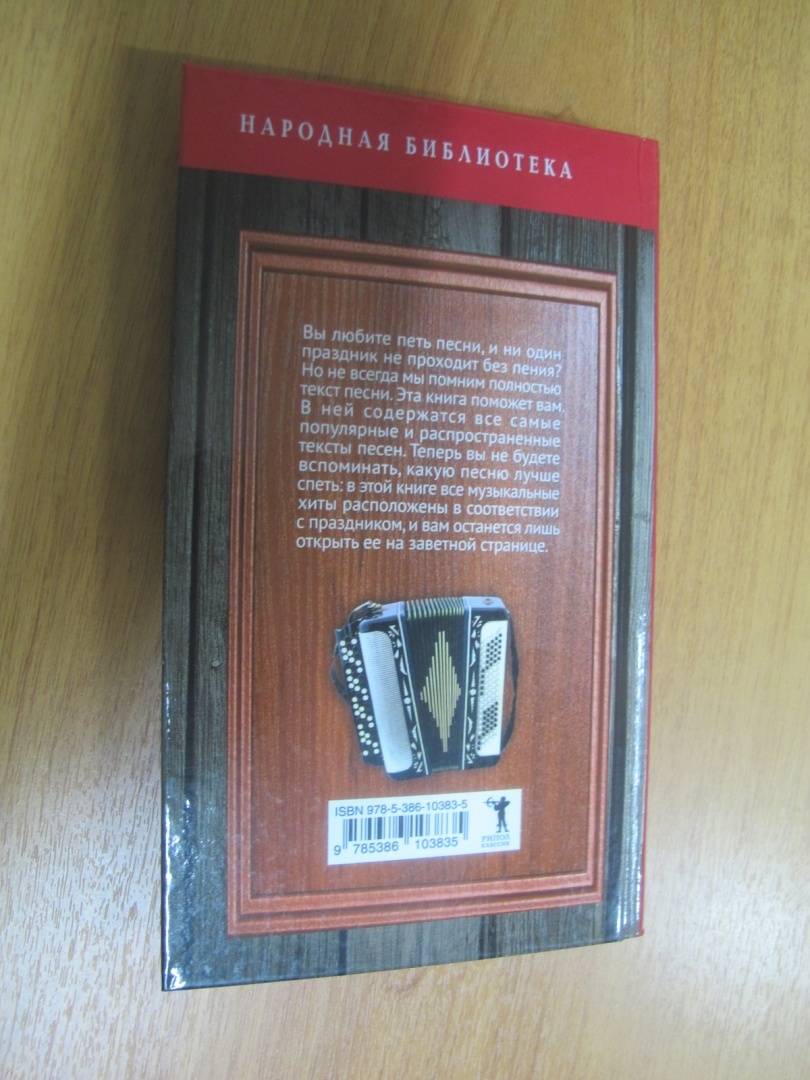 НАРОДНАЯ БИБЛИОТЕКА
Вы любите петь песни, и ни один
праздник не проходит без пения?
Но не всегда мы помним полностью
текст песни. Эта книга поможет вам.
В ней содержатся все самые
популярные и распространенные
тексты песен. Теперь вы не будете
вспоминать, какую песню лучше
спеть: в этой книге все музыкальные
хиты расположены в соответствии
с праздником, и вам останется лишь
открыть ее на заветной странице.
ISBN 978-5-386-10383-5
9 785386 103835
РИПОЛ
КЛАССИК